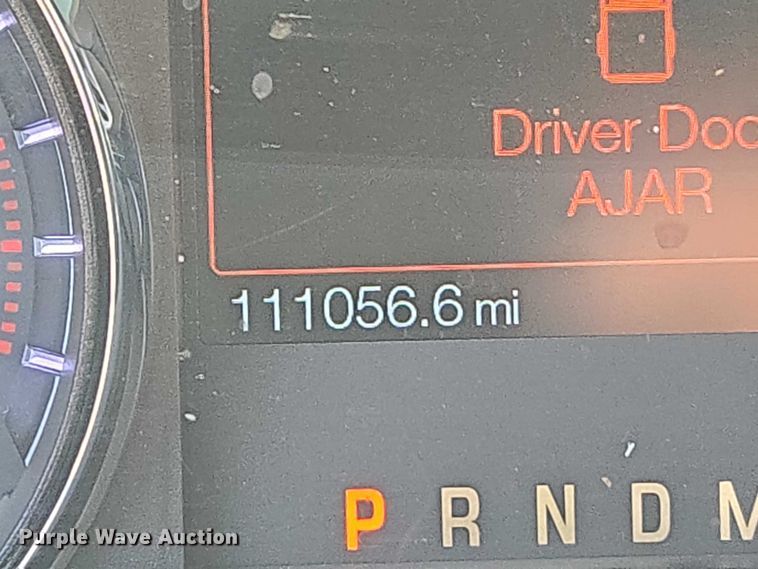 Driver Doo
AJAR
111056.6 mi
P R N D M
Purple Wave Auction